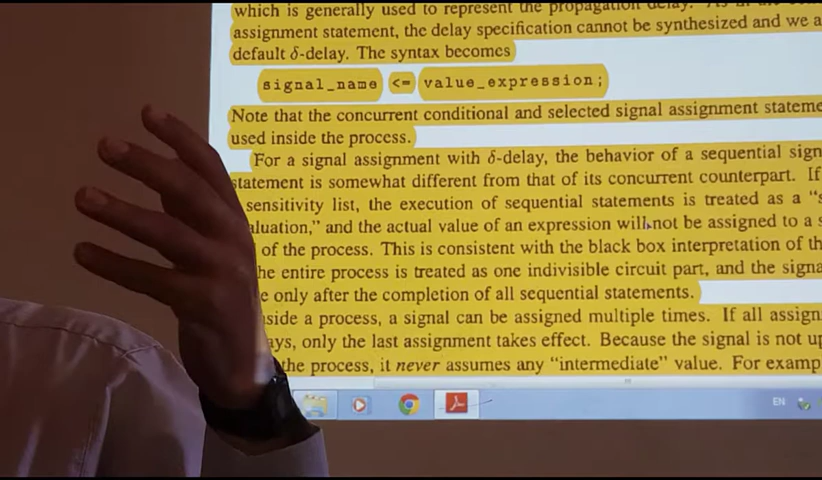 which is generally used to represent the propagation delay. As in the
assignment statement, the delay specification cannot be synthesized and we a
default δ-delay. The syntax becomes
signal_name <= value_expression;
Note that the concurrent conditional and selected signal assignment stateme
used inside the process.
For a signal assignment with δ-delay, the behavior of a sequential sign
statement is somewhat different from that of its concurrent counterpart. If
sensitivity list, the execution of sequential statements is treated as a "s
aluation," and the actual value of an expression will not be assigned to a s
of the process. This is consistent with the black box interpretation of th
he entire process is treated as one indivisible circuit part, and the signa
e only after the completion of all sequential statements.
side a process, a signal can be assigned multiple times. If all assign
ays, only the last assignment takes effect. Because the signal is not up
the process, it never assumes any "intermediate" value. For examp
EN